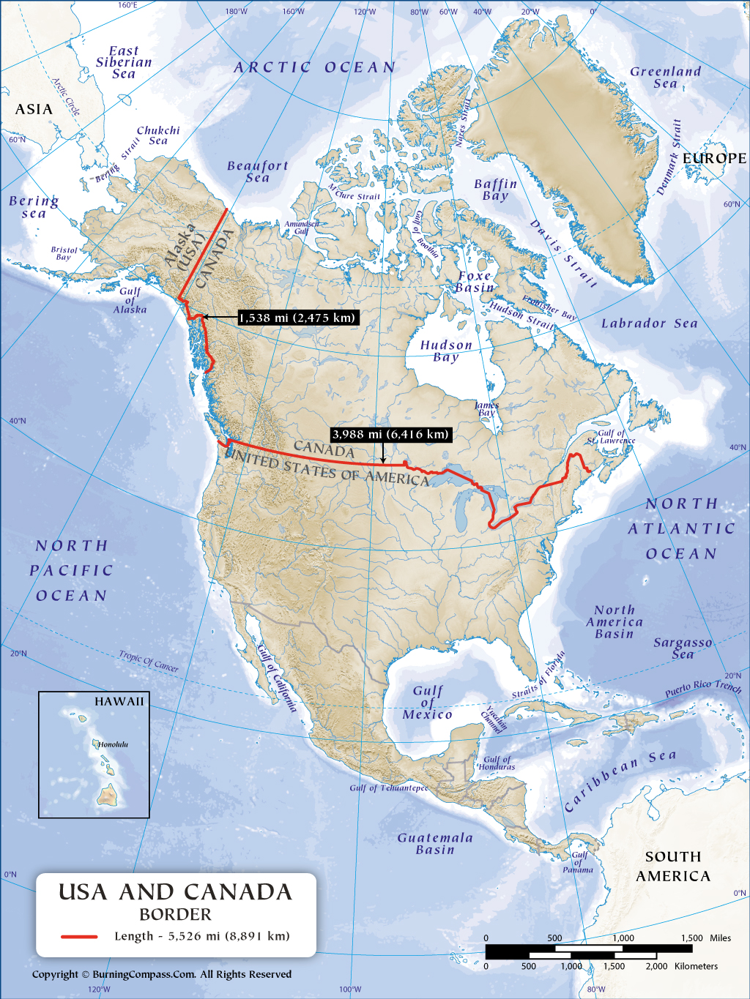 160°E
180°W
160°W
120°W
80°W
60°W
40°W
20°W
0°
East
Siberian
Sea
ARCTIC OCEAN
Greenland
Sea
Arctic Circle
ASIA
Nares Strait
60°N
Chukchi
Sea
Bering Strait
Denmark Strait
EUROPE
Beaufort
Sea
M'Clure Strait
Baffin
Bay
Bering
sea
60°N
Amundsen
Gulf
Gulf of Boothia
Davis Strait
Alaska
(USA)
CANADA
Bristol
Bay
Foxe
Basin
Gulf
of
Alaska
Frobisher Bay
Hudson Strait
1,538 mi (2,475 km)
Labrador Sea
Hudson
Bay
James
Bay
40°N
3,988 mi (6,416 km)
Gulf of
St. Lawrence
40°N
CANADA
UNITED STATES OF AMERICA
NORTH
ATLANTIC
OCEAN
NORTH
PACIFIC
OCEAN
North
America
Basin
20°N
Tropic Of Cancer
Gulf of California
Sargasso
Sea
Straits of Florida
20°N
Puerto Rico Trench
Gulf
of
Mexico
Yucatan
Channel
HAWAII
Honolulu
Gulf of
Honduras
Caribbean Sea
Gulf of Tehuantepec
Guatemala
Basin
Gulf
of
Panama
SOUTH
AMERICA
0°N
0°N
USA AND CANADA
BORDER
Length - 5,526 mi (8,891 km)
0 500 1,000 1,500 Miles
0 500 1,000 1,500 2,000 Kilometers
Copyright © BurningCompass.Com. All Rights Reserved
120°W
100°W
80°W